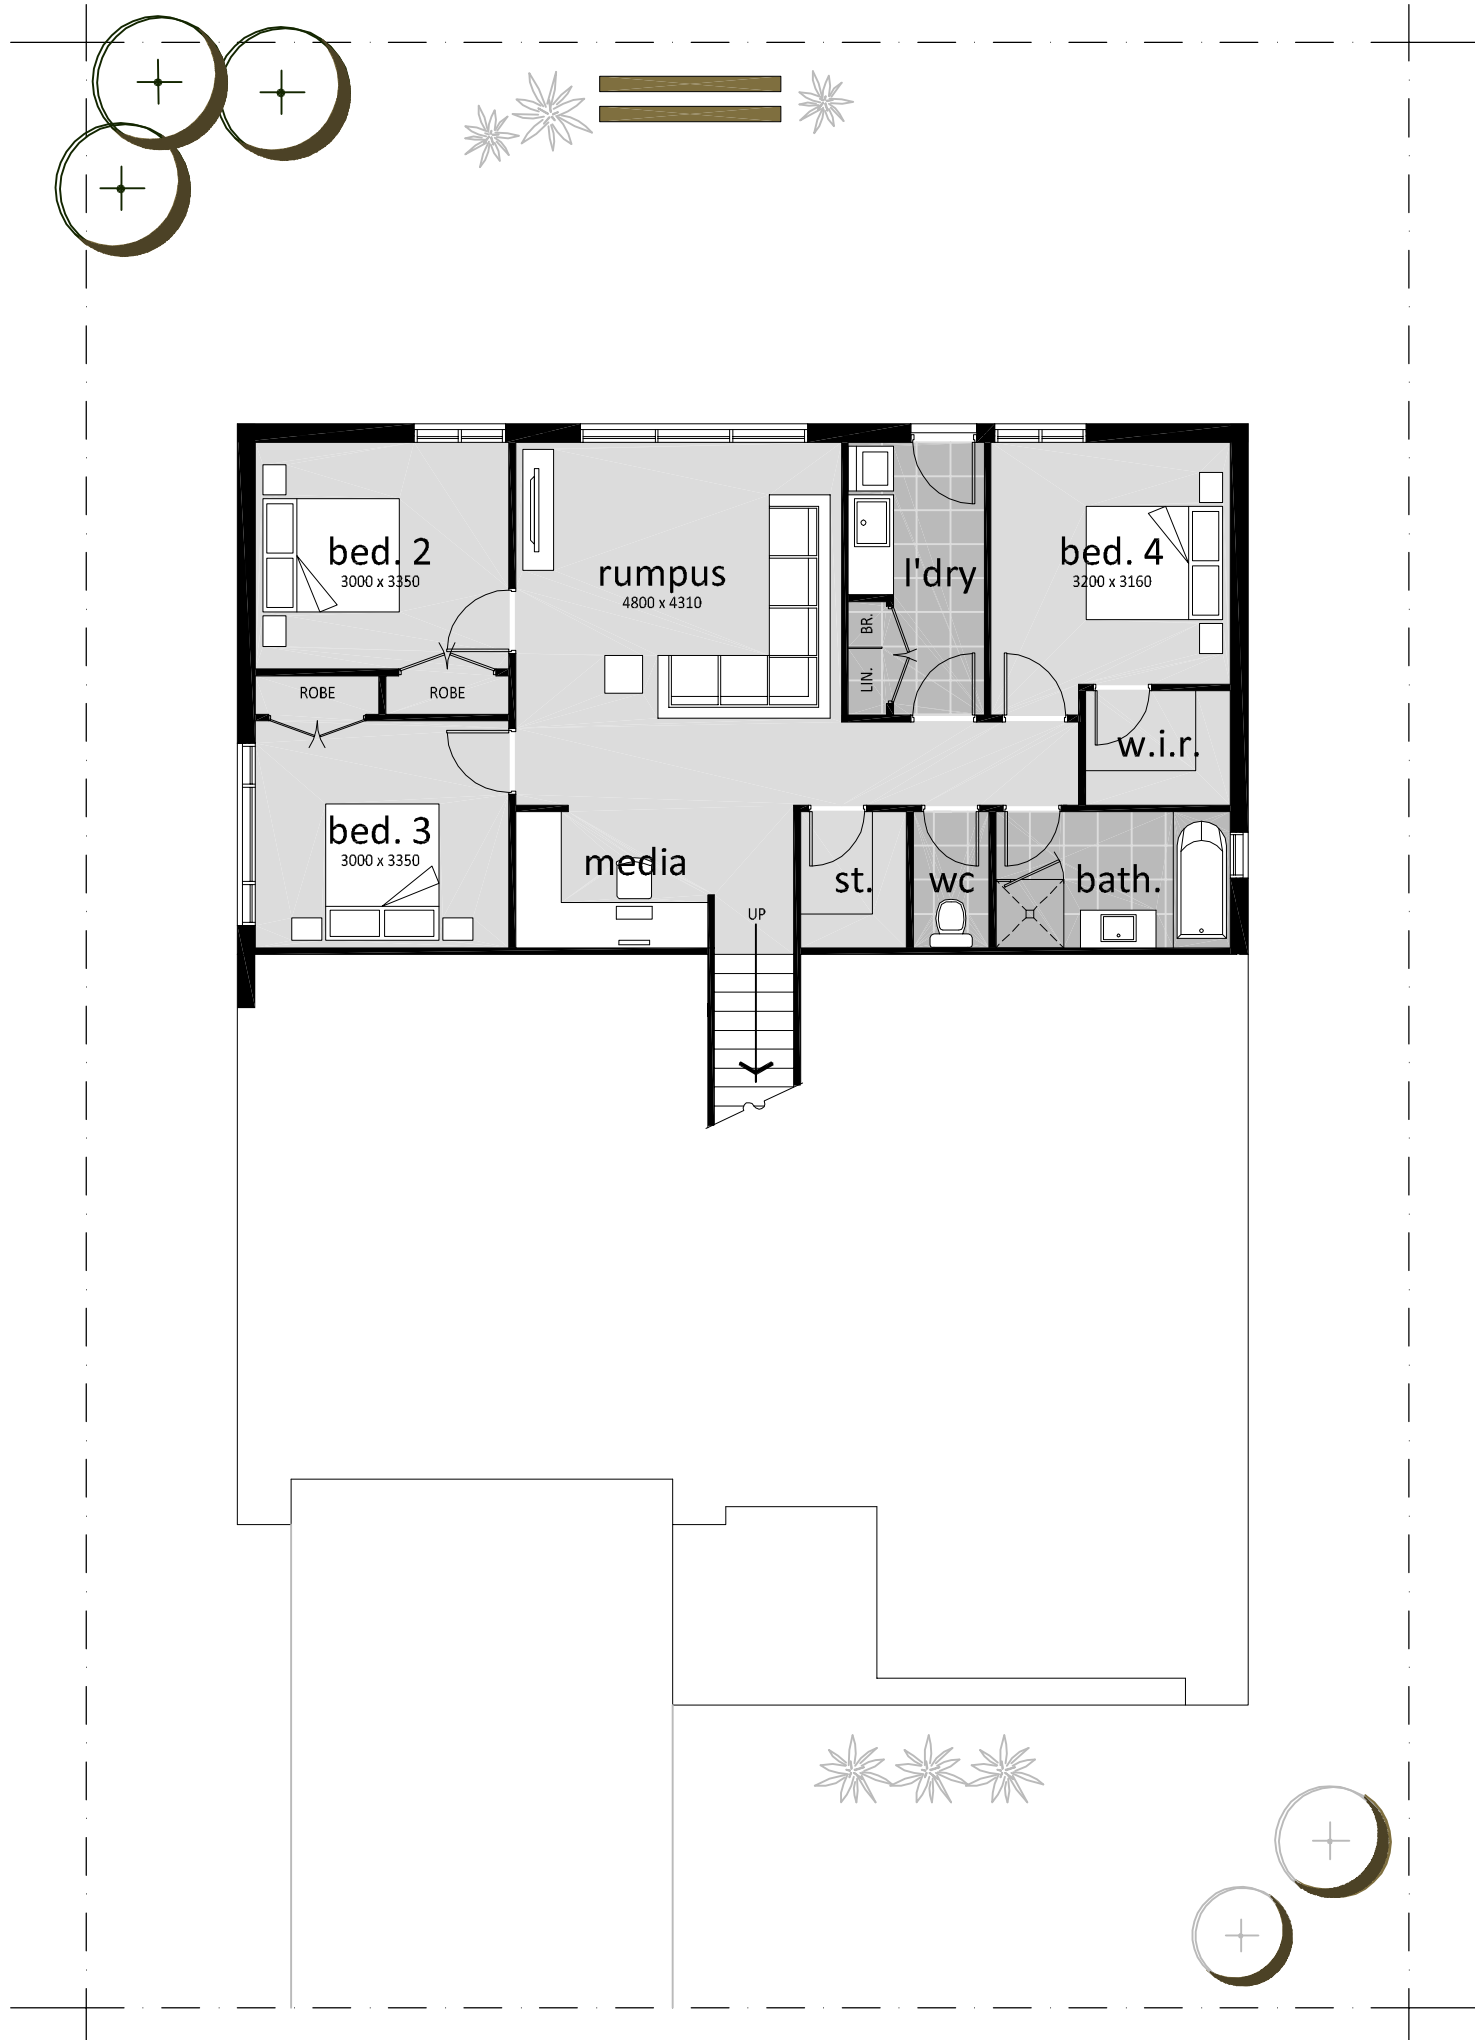 bed. 2
3000 x 3350
rumpus
4800 x 4310
l'dry
bed. 4
3200 x 3160
BR.
LIN.
ROBE
ROBE
w.i.r.
bed. 3
3000 x 3350
media
st.
wc
bath.
UP